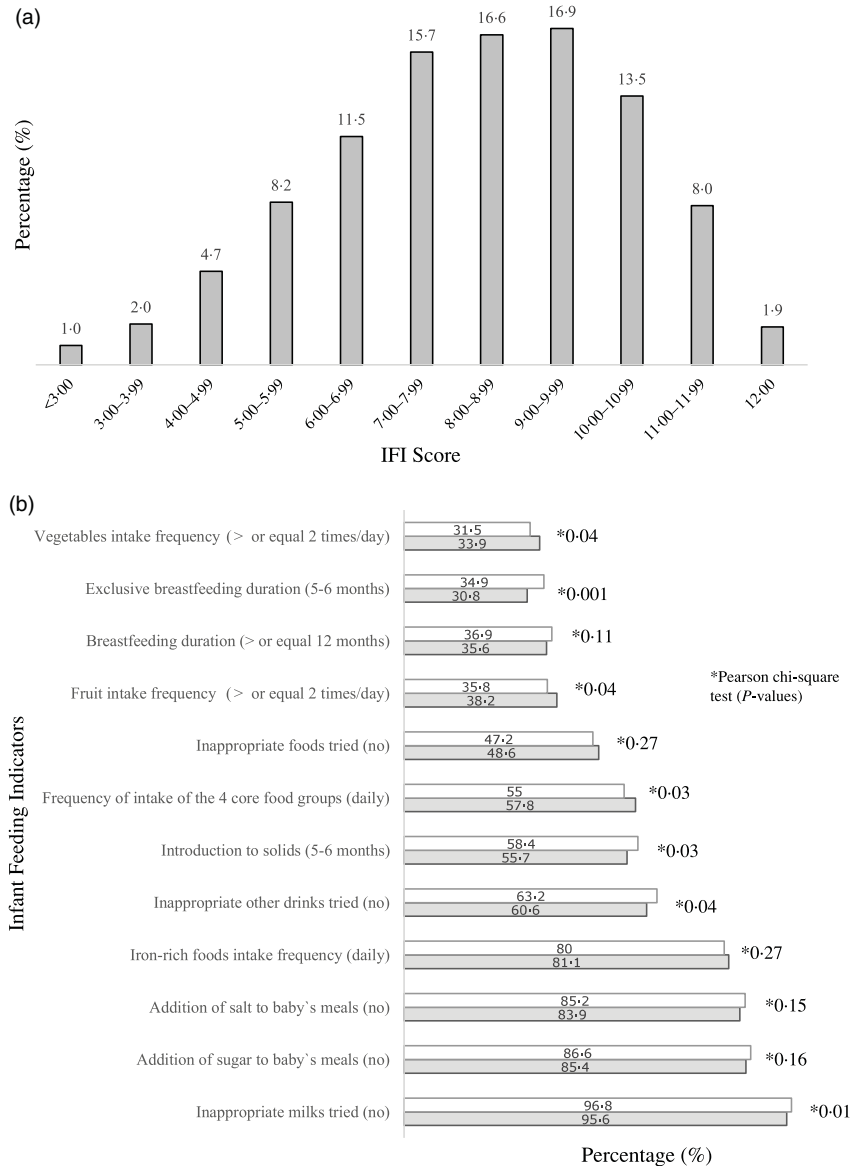 (a)
Percentage (%)
1·0
2·0
4·7
8·2
11·5
15·7
16·6
16·9
13·5
8·0
1·9
<3·00
3·00–3·99
4·00–4·99
5·00–5·99
6·00–6·99
7·00–7·99
8·00–8·99
9·00–9·99
10·00–10·99
11·00–11·99
12·00
IFI Score
(b)
Infant Feeding Indicators
Vegetables intake frequency (> or equal 2 times/day)
31·5
33·9
*0·04
Exclusive breastfeeding duration (5-6 months)
34·9
30·8
*0·001
Breastfeeding duration (> or equal 12 months)
36·9
35·6
*0·11
Fruit intake frequency (> or equal 2 times/day)
35·8
38·2
*0·04
*Pearson chi-square
test (P-values)
Inappropriate foods tried (no)
47·2
48·6
*0·27
Frequency of intake of the 4 core food groups (daily)
55
57·8
*0·03
Introduction to solids (5-6 months)
58·4
55·7
*0·03
Inappropriate other drinks tried (no)
63·2
60·6
*0·04
Iron-rich foods intake frequency (daily)
80
81·1
*0·27
Addition of salt to baby`s meals (no)
85·2
83·9
*0·15
Addition of sugar to baby`s meals (no)
86·6
85·4
*0·16
Inappropriate milks tried (no)
96·8
95·6
*0·01
Percentage (%)